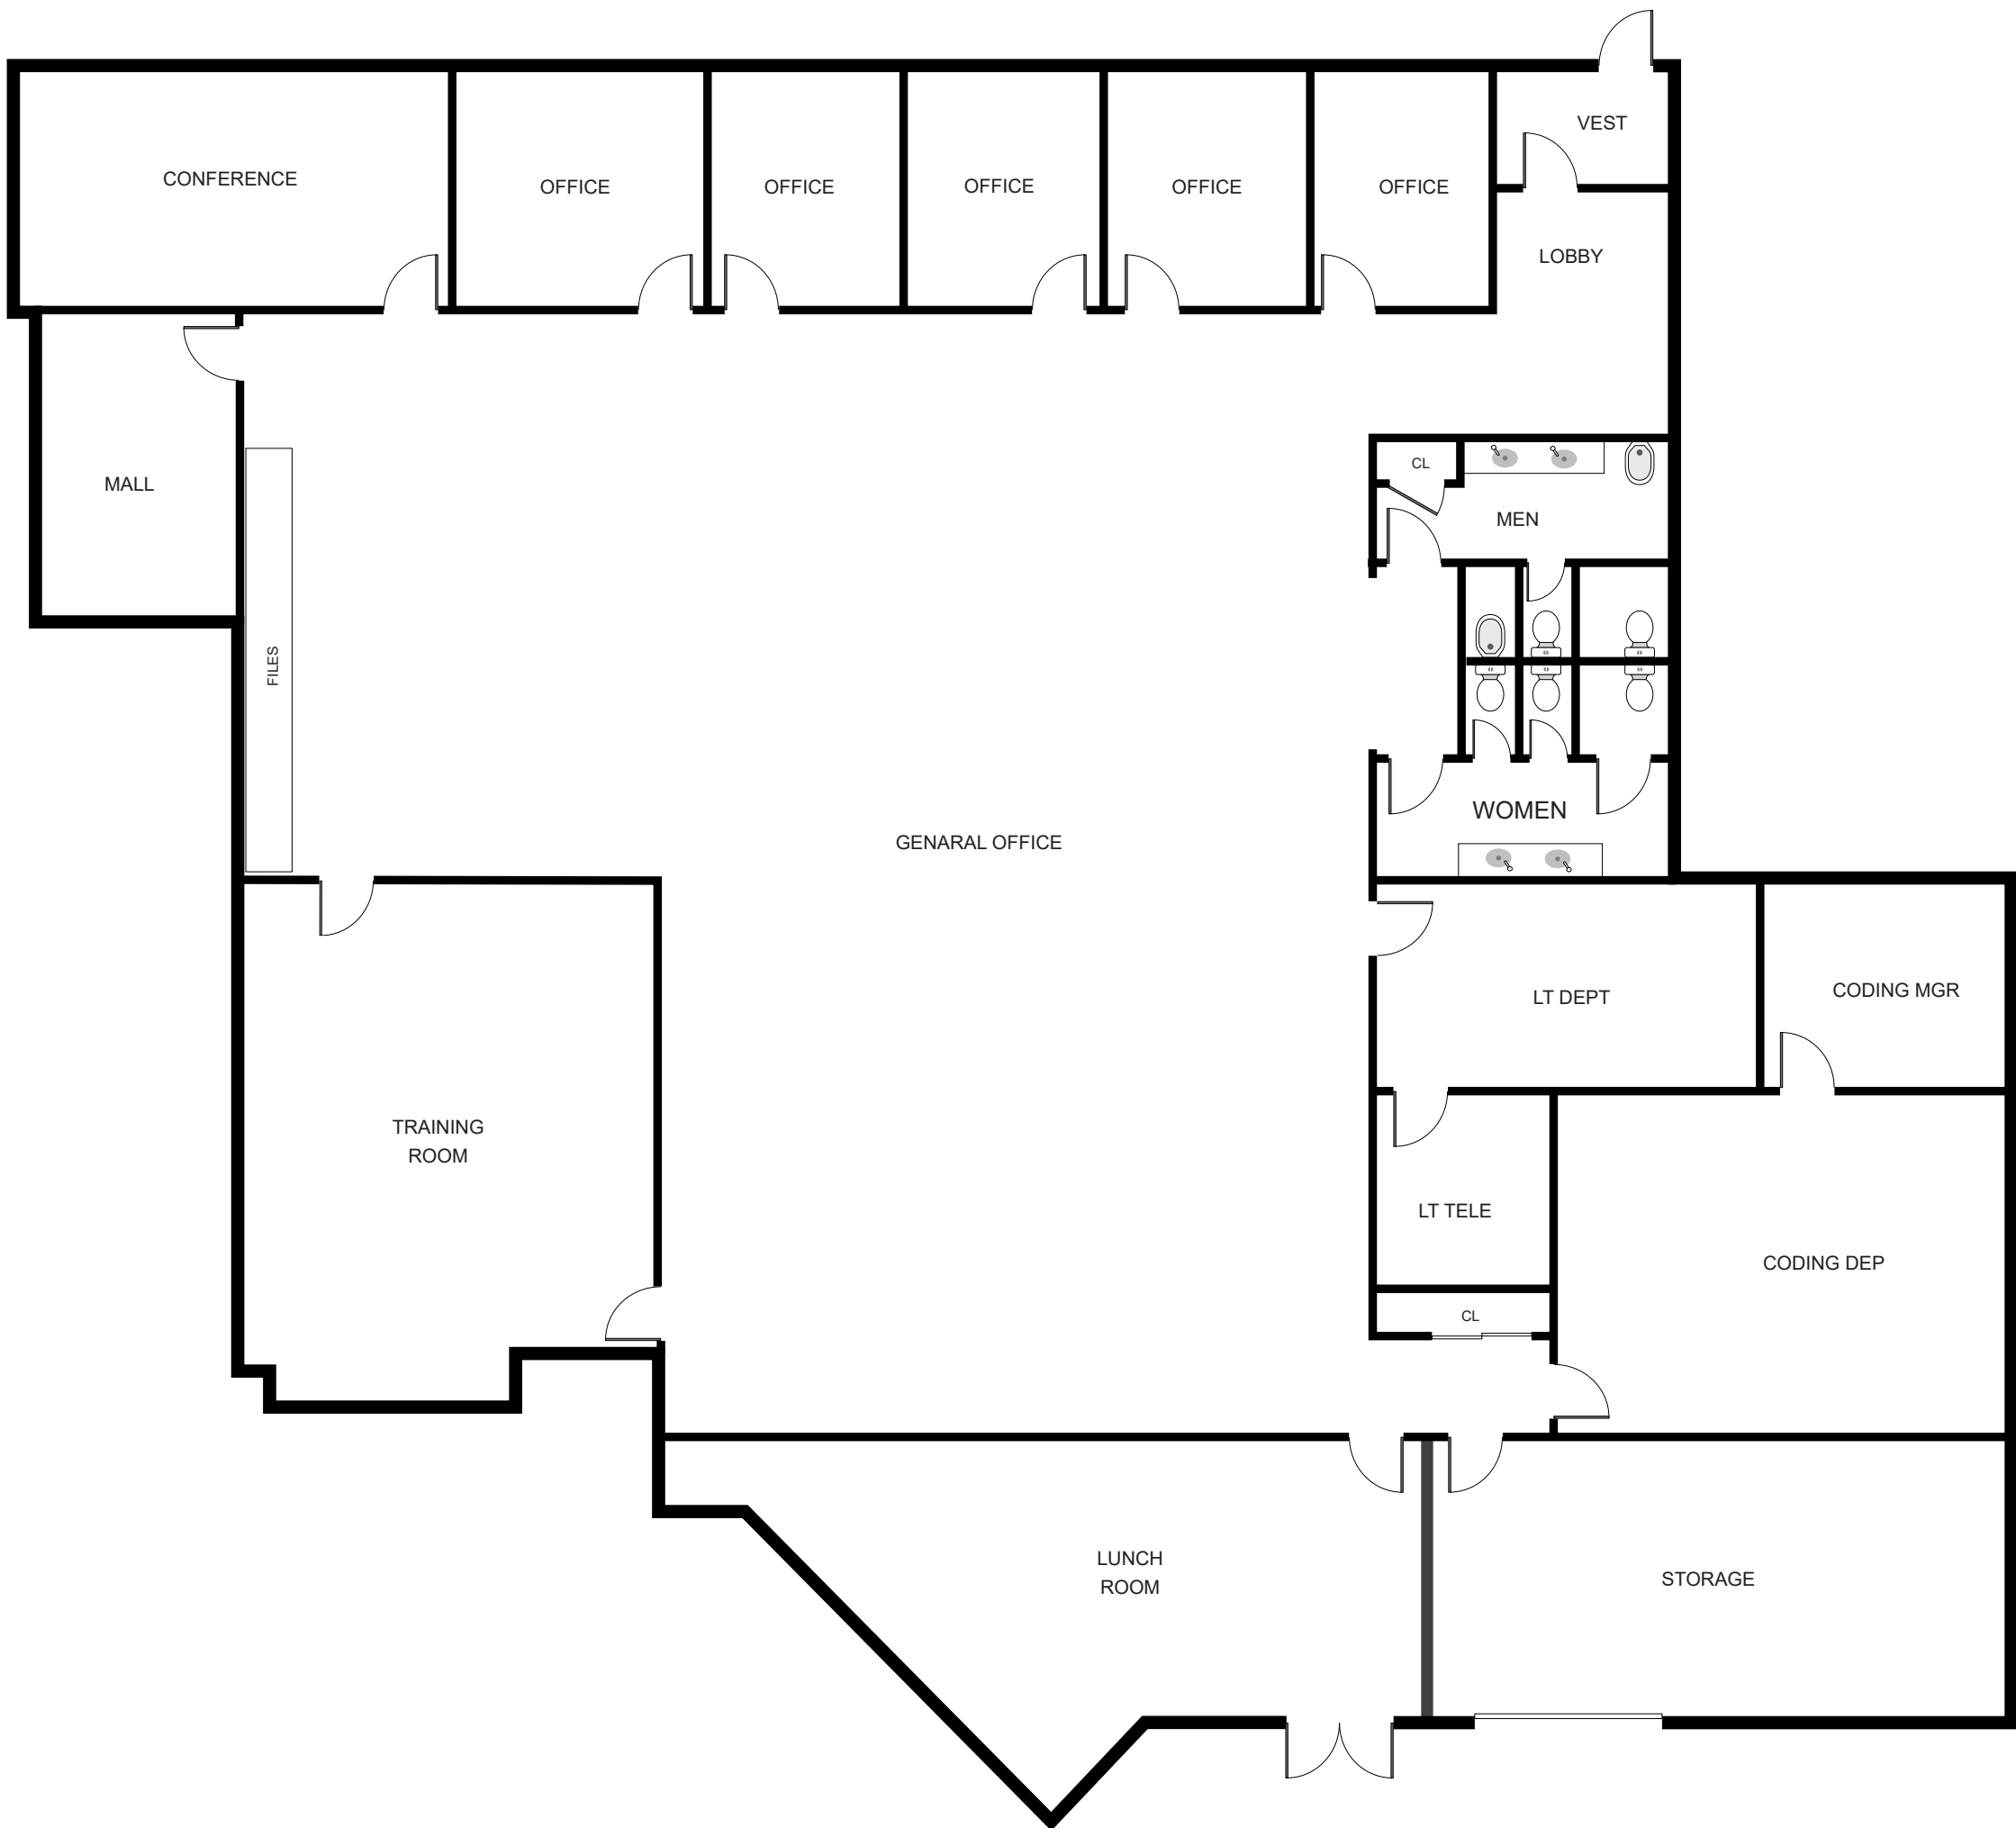 VEST
CONFERENCE
OFFICE
OFFICE
OFFICE
OFFICE
OFFICE
LOBBY
CL
MALL
MEN
FILES
WOMEN
GENARAL OFFICE
LT DEPT
CODING MGR
TRAINING
ROOM
LT TELE
CODING DEP
CL
LUNCH
ROOM
STORAGE